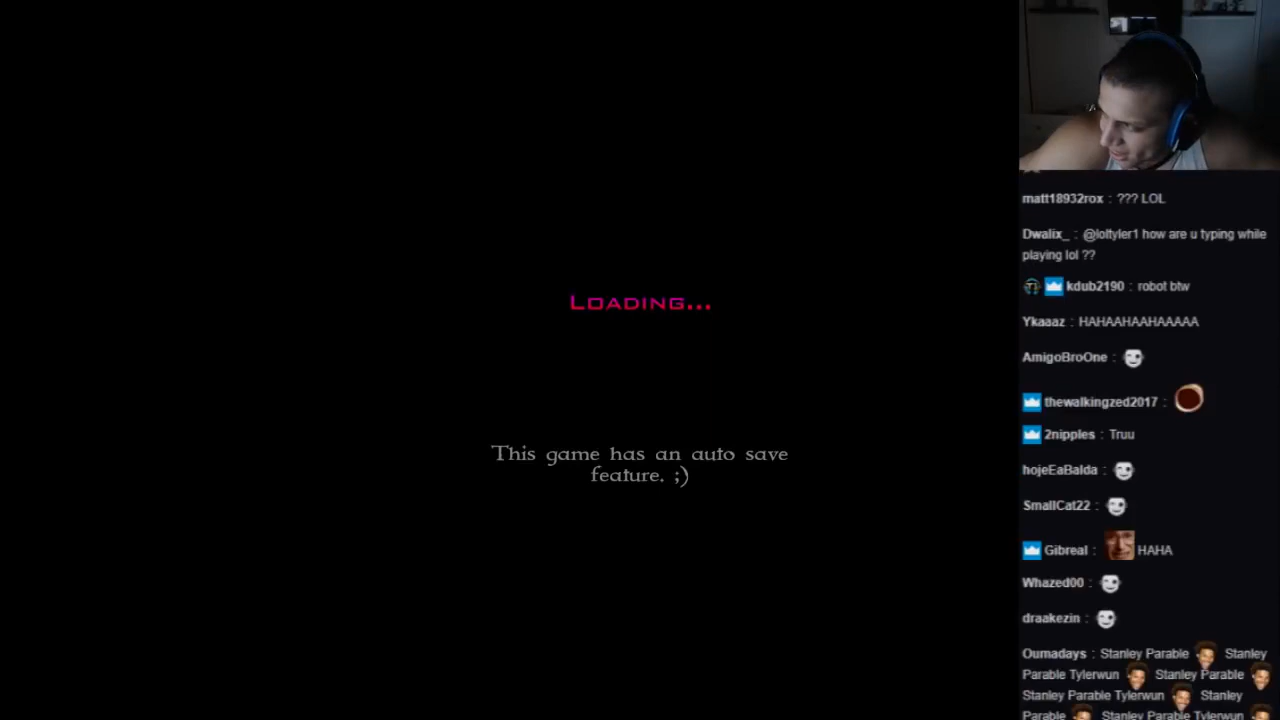 matt18932rox : ??? LOL
Dwalix_ : @loltyler1 how are u typing while
playing lol ??
kdub2190 : robot btw
Ykaaaz : HAHAAHAAHAAAAA
LOADING...
AmigoBroOne :
thewalkingzed2017 :
2nipples : Truu
This game has an auto save
feature. ;)
hojeEaBalda :
SmallCat22 :
Gibreal : HAHA
Whazed00 :
draakezin :
Oumadays : Stanley Parable Stanley
Parable Tylerwun Stanley Parable
Stanley Parable Tylerwun Stanley
Parable Stanley Parable Tylerwun